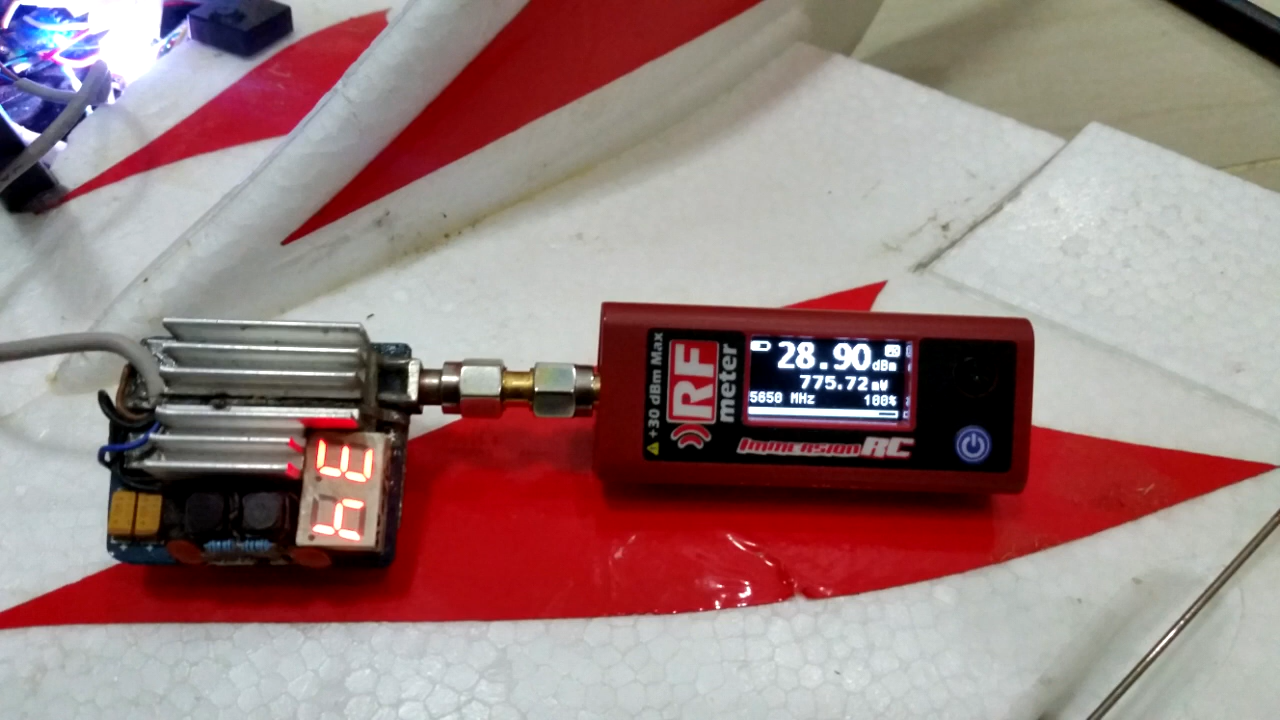 +30 dBm Max
RF
meter
28.90 dBm
775.72 mW
5650 MHz 100%
ImmersionRC